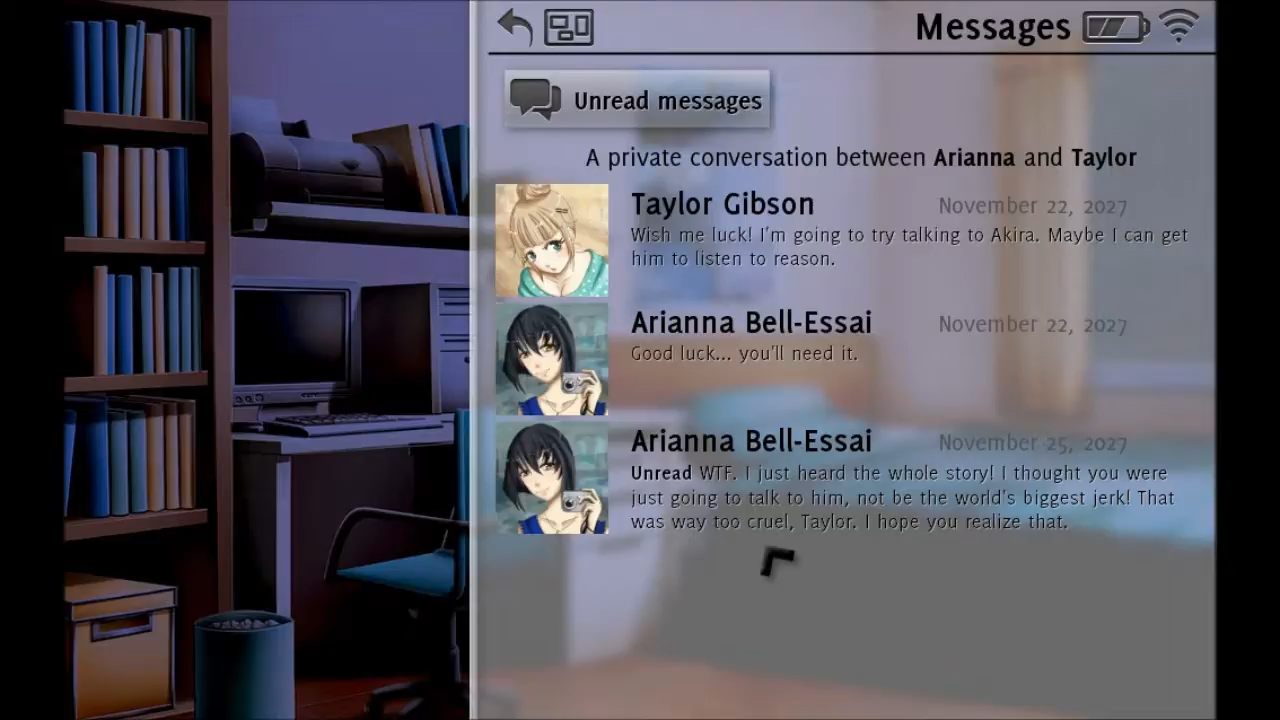 Messages
Unread messages
A private conversation between Arianna and Taylor
Taylor Gibson November 22, 2027
Wish me luck! I'm going to try talking to Akira. Maybe I can get
him to listen to reason.
Arianna Bell-Essai November 22, 2027
Good luck... you'll need it.
Arianna Bell-Essai November 25, 2027
Unread WTF. I just heard the whole story! I thought you were
just going to talk to him, not be the world's biggest jerk! That
was way too cruel, Taylor. I hope you realize that.